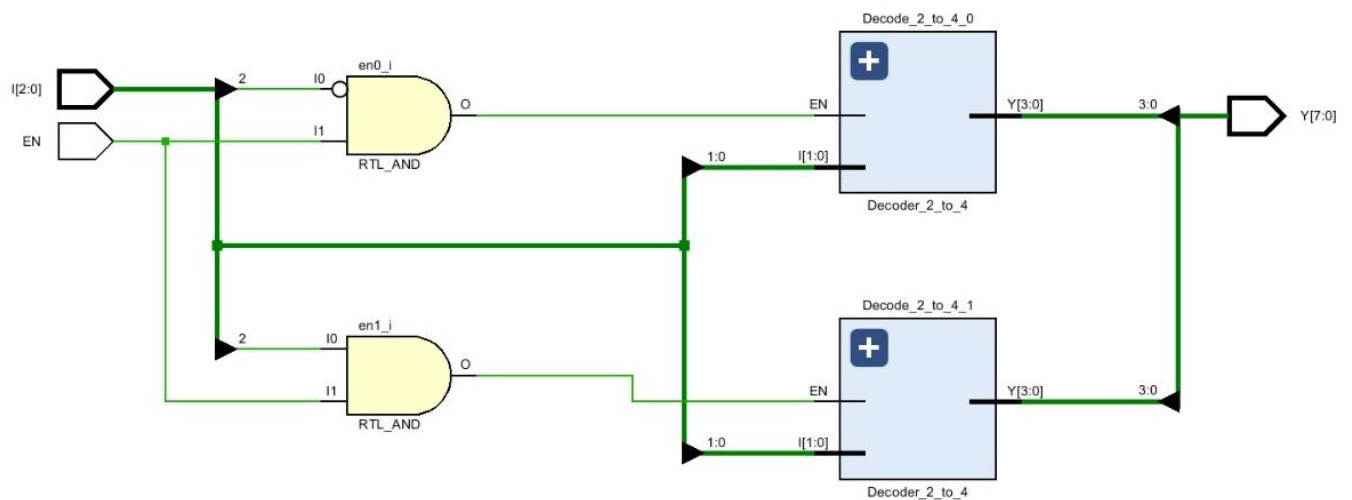 Decode_2_to_4_0
I[2:0]
2
I0
en0_i
O
EN
Y[3:0]
3:0
Y[7:0]
EN
I1
RTL_AND
1:0
I[1:0]
Decoder_2_to_4
Decode_2_to_4_1
2
I0
en1_i
O
EN
Y[3:0]
3:0
I1
RTL_AND
1:0
I[1:0]
Decoder_2_to_4